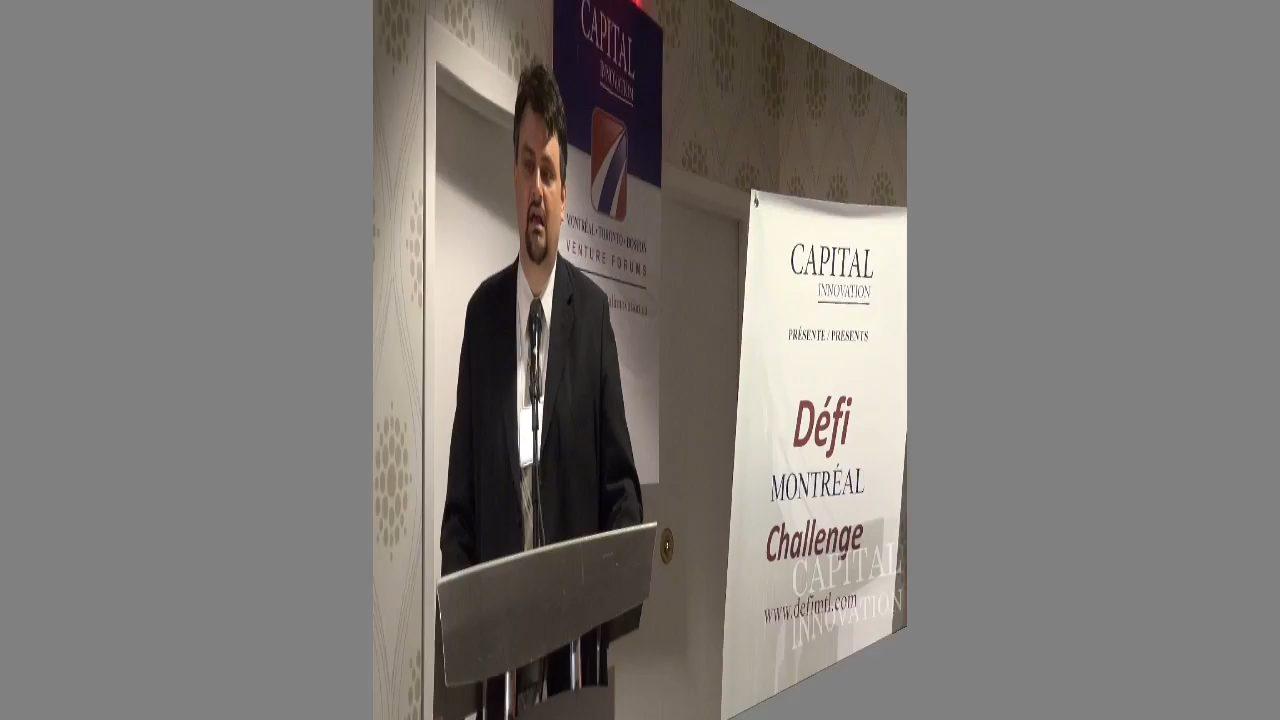 CAPITAL
INNOVATION
MONTRÉAL • TORONTO • BOSTON
VENTURE FORUMS
CAPITAL
INNOVATION
PRÉSENTE / PRESENTS
Défi
MONTRÉAL
Challenge
www.defimtl.com
CAPITAL
INNOVATION